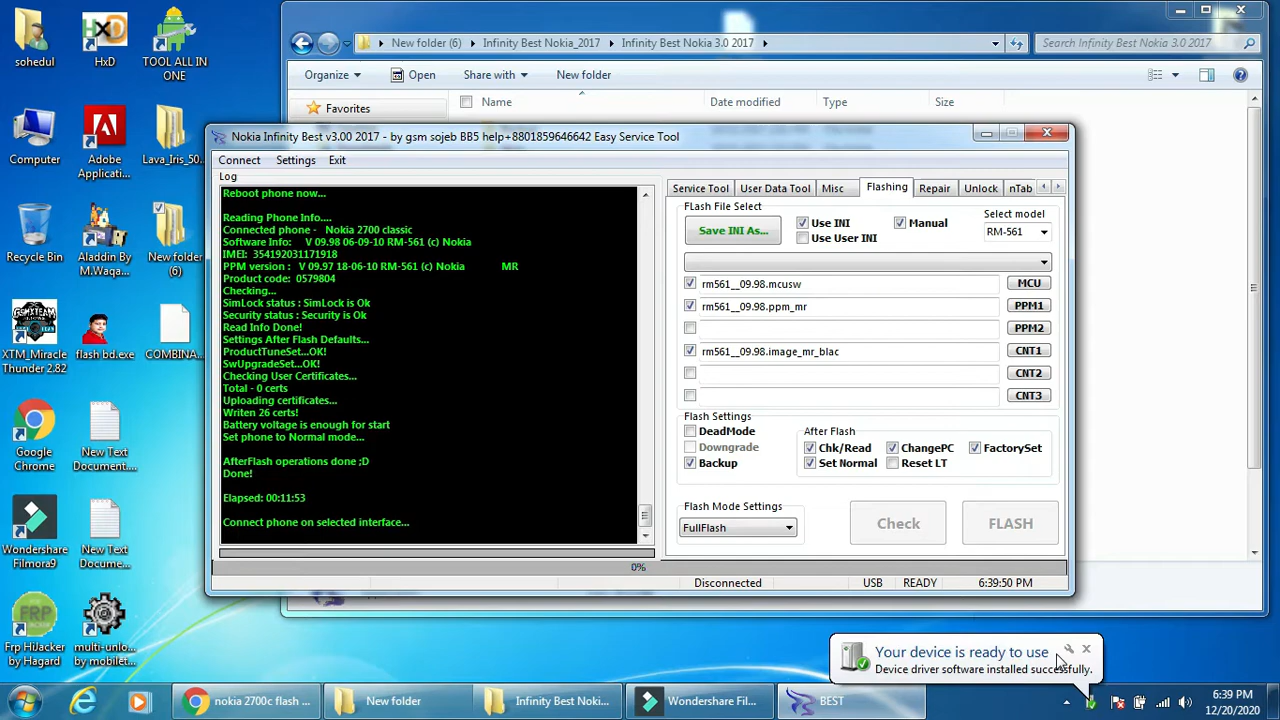 sohedul
HxD
TOOL ALL IN
ONE
Computer
Adobe
Applicati...
Lava_Iris_50...
Recycle Bin
Aladdin By
M.Waqa...
New folder
(6)
XTM_Miracle
Thunder 2.82
flash bd.exe
COMBINA...
Google
Chrome
New Text
Document...
Wondershare
Filmora9
New Text
Docume...
Frp HiJacker
by Hagard
multi-unlo...
by mobilet...
New folder (6)
Infinity Best Nokia_2017
Infinity Best Nokia 3.0 2017
Search Infinity Best Nokia 3.0 2017
Organize
Open
Share with
New folder
Favorites
Name
Date modified
Type
Size
Nokia Infinity Best v3.00 2017 - by gsm sojeb BB5 help+8801859646642 Easy Service Tool
Connect
Settings
Exit
Log
Reboot phone now...
Reading Phone Info....
Connected phone - Nokia 2700 classic
Software Info: V 09.98 06-09-10 RM-561 (c) Nokia
IMEI: 354192031171918
PPM version : V 09.97 18-06-10 RM-561 (c) Nokia MR
Product code: 0579804
Checking...
SimLock status : SimLock is Ok
Security status : Security is Ok
Read Info Done!
Settings After Flash Defaults...
ProductTuneSet...OK!
SwUpgradeSet...OK!
Checking User Certificates...
Total - 0 certs
Uploading certificates...
Writen 26 certs!
Battery voltage is enough for start
Set phone to Normal mode...
AfterFlash operations done ;D
Done!
Elapsed: 00:11:53
Connect phone on selected interface...
Service Tool
User Data Tool
Misc
Flashing
Repair
Unlock
nTab
FLash File Select
Save INI As...
Use INI
Use User INI
Manual
Select model
RM-561
rm561__09.98.mcusw
MCU
rm561__09.98.ppm_mr
PPM1
PPM2
rm561__09.98.image_mr_blac
CNT1
CNT2
CNT3
Flash Settings
DeadMode
Downgrade
Backup
After Flash
Chk/Read
ChangePC
FactorySet
Set Normal
Reset LT
Flash Mode Settings
FullFlash
Check
FLASH
0%
Disconnected
USB
READY
6:39:50 PM
Your device is ready to use
Device driver software installed successfully.
nokia 2700c flash ...
New folder
Infinity Best Noki...
Wondershare Fil...
BEST
6:39 PM
12/20/2020